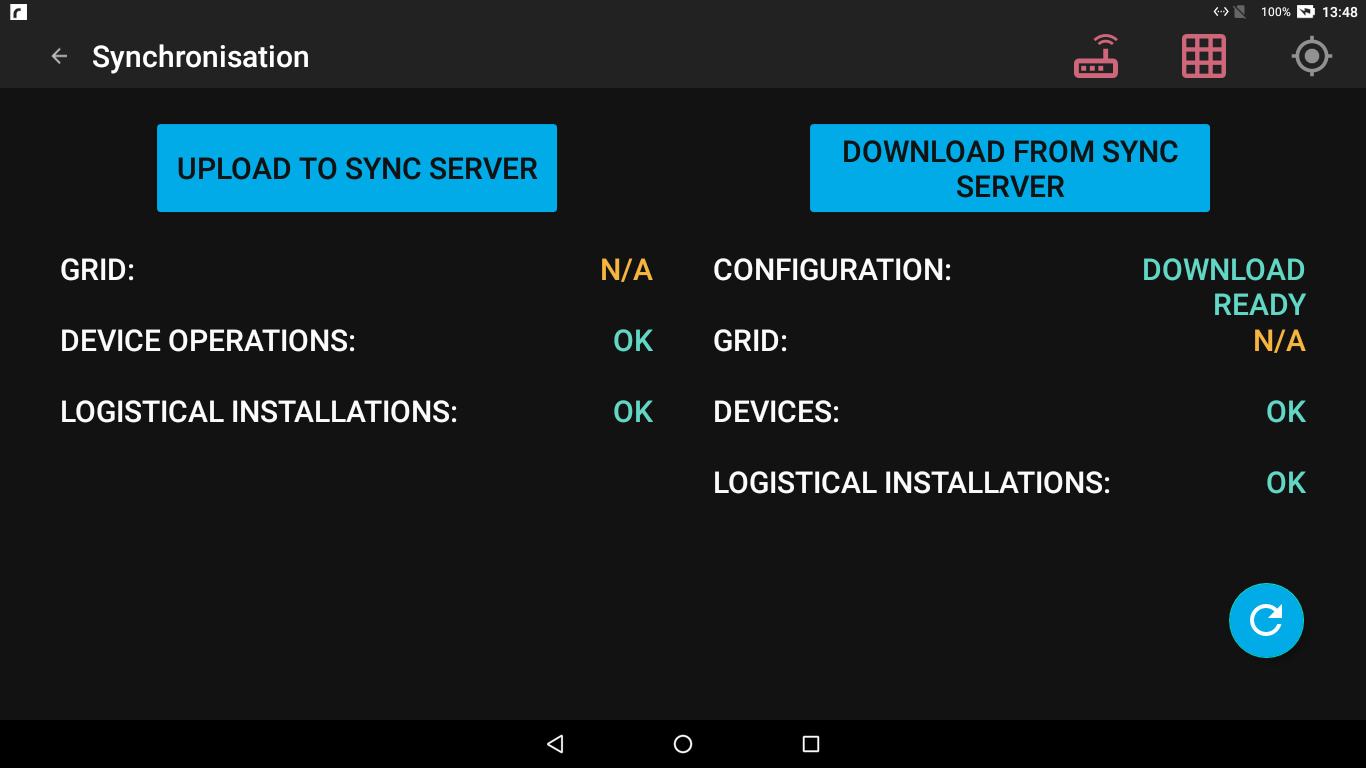 100% 13:48
Synchronisation
UPLOAD TO SYNC SERVER
GRID: N/A
DEVICE OPERATIONS: OK
LOGISTICAL INSTALLATIONS: OK
DOWNLOAD FROM SYNC
SERVER
CONFIGURATION: DOWNLOAD
READY
GRID: N/A
DEVICES: OK
LOGISTICAL INSTALLATIONS: OK